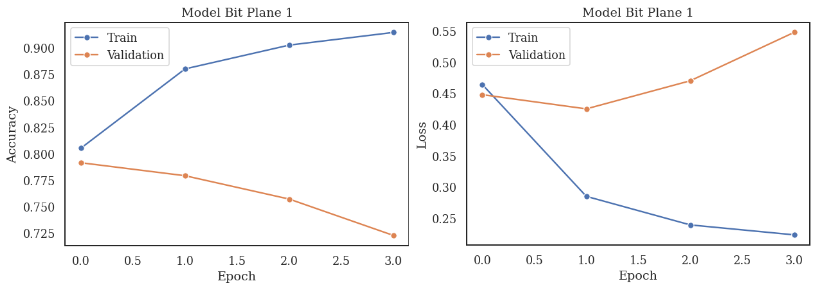 Model Bit Plane 1
Train
Validation
Accuracy
0.900
0.875
0.850
0.825
0.800
0.775
0.750
0.725
0.0 0.5 1.0 1.5 2.0 2.5 3.0
Epoch
Model Bit Plane 1
Train
Validation
Loss
0.55
0.50
0.45
0.40
0.35
0.30
0.25
0.0 0.5 1.0 1.5 2.0 2.5 3.0
Epoch